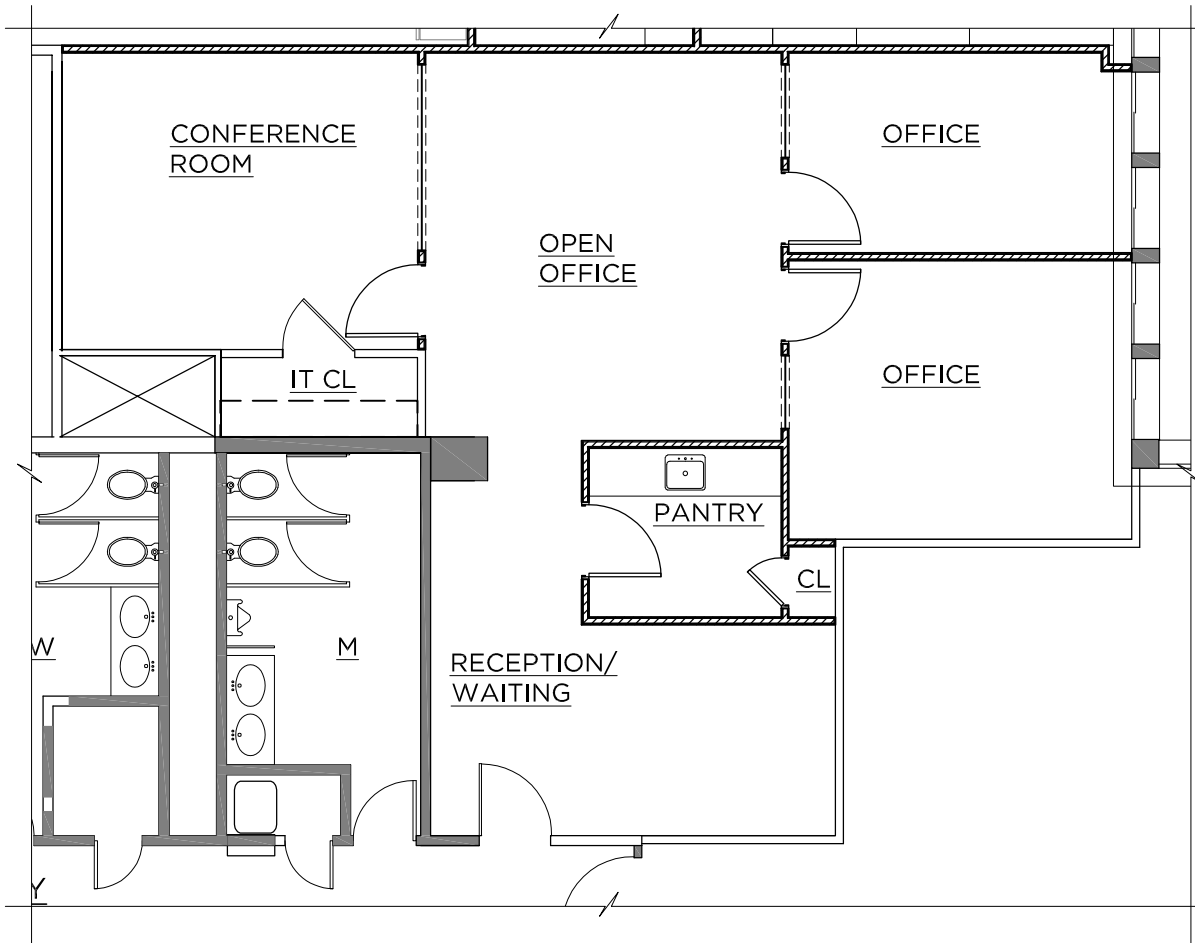 CONFERENCE
ROOM
OFFICE
OPEN
OFFICE
IT CL
OFFICE
PANTRY
CL
W
M
RECEPTION/
WAITING
Y